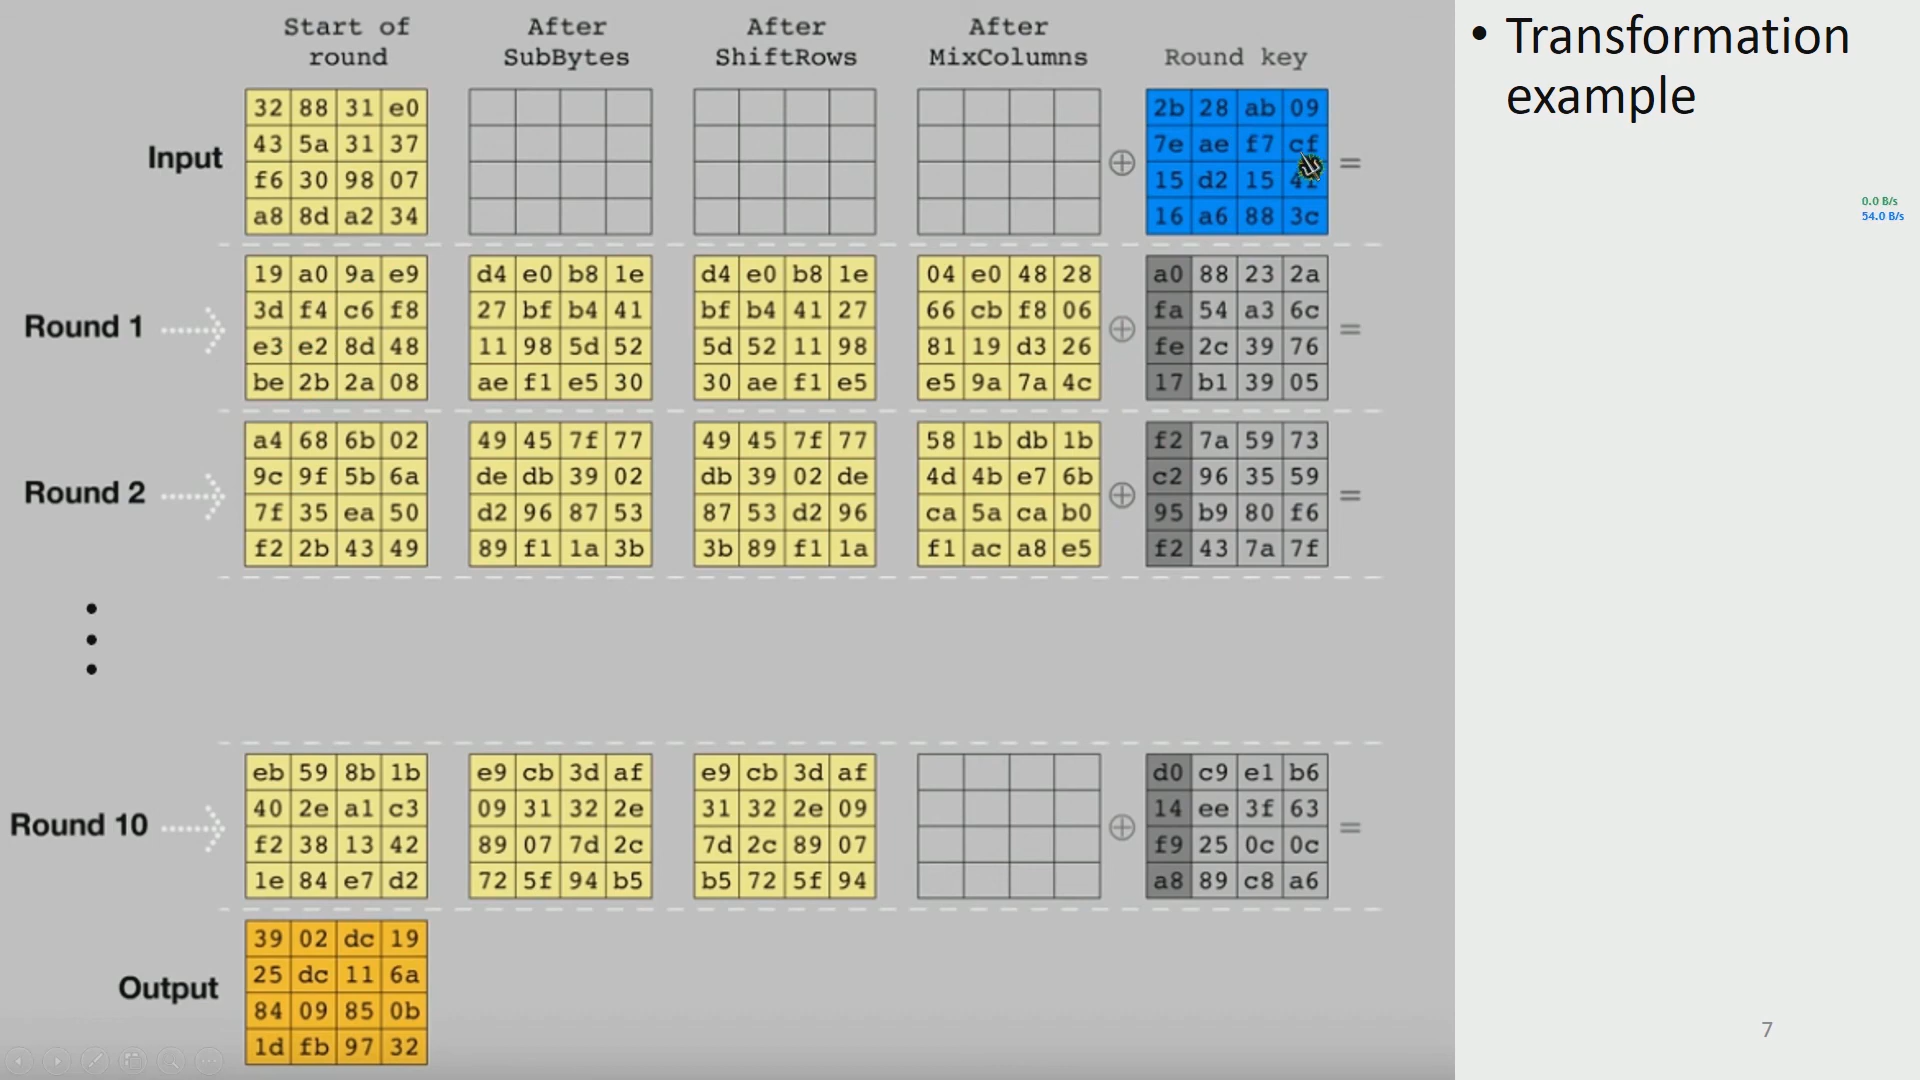 Start of round
After SubBytes
After ShiftRows
After MixColumns
Round key
Input
32 88 31 e0 2b 28 ab 09
43 5a 31 37 ⊕ 7e ae f7 cf =
f6 30 98 07 15 d2 15 4f
a8 8d a2 34 16 a6 88 3c
Round 1
19 a0 9a e9 d4 e0 b8 1e d4 e0 b8 1e 04 e0 48 28 a0 88 23 2a
3d f4 c6 f8 27 bf b4 41 bf b4 41 27 66 cb f8 06 ⊕ fa 54 a3 6c =
e3 e2 8d 48 11 98 5d 52 5d 52 11 98 81 19 d3 26 fe 2c 39 76
be 2b 2a 08 ae f1 e5 30 30 ae f1 e5 e5 9a 7a 4c 17 b1 39 05
Round 2
a4 68 6b 02 49 45 7f 77 49 45 7f 77 58 1b db 1b f2 7a 59 73
9c 9f 5b 6a de db 39 02 db 39 02 de 4d 4b e7 6b ⊕ c2 96 35 59 =
7f 35 ea 50 d2 96 87 53 87 53 d2 96 ca 5a ca b0 95 b9 80 f6
f2 2b 43 49 89 f1 1a 3b 3b 89 f1 1a f1 ac a8 e5 f2 43 7a 7f
Round 10
eb 59 8b 1b e9 cb 3d af e9 cb 3d af d0 c9 e1 b6
40 2e a1 c3 09 31 32 2e 31 32 2e 09 ⊕ 14 ee 3f 63 =
f2 38 13 42 89 07 7d 2c 7d 2c 89 07 f9 25 0c 0c
1e 84 e7 d2 72 5f 94 b5 b5 72 5f 94 a8 89 c8 a6
Output
39 02 dc 19
25 dc 11 6a
84 09 85 0b
1d fb 97 32
• Transformation
example
0.0 B/s
54.0 B/s
7